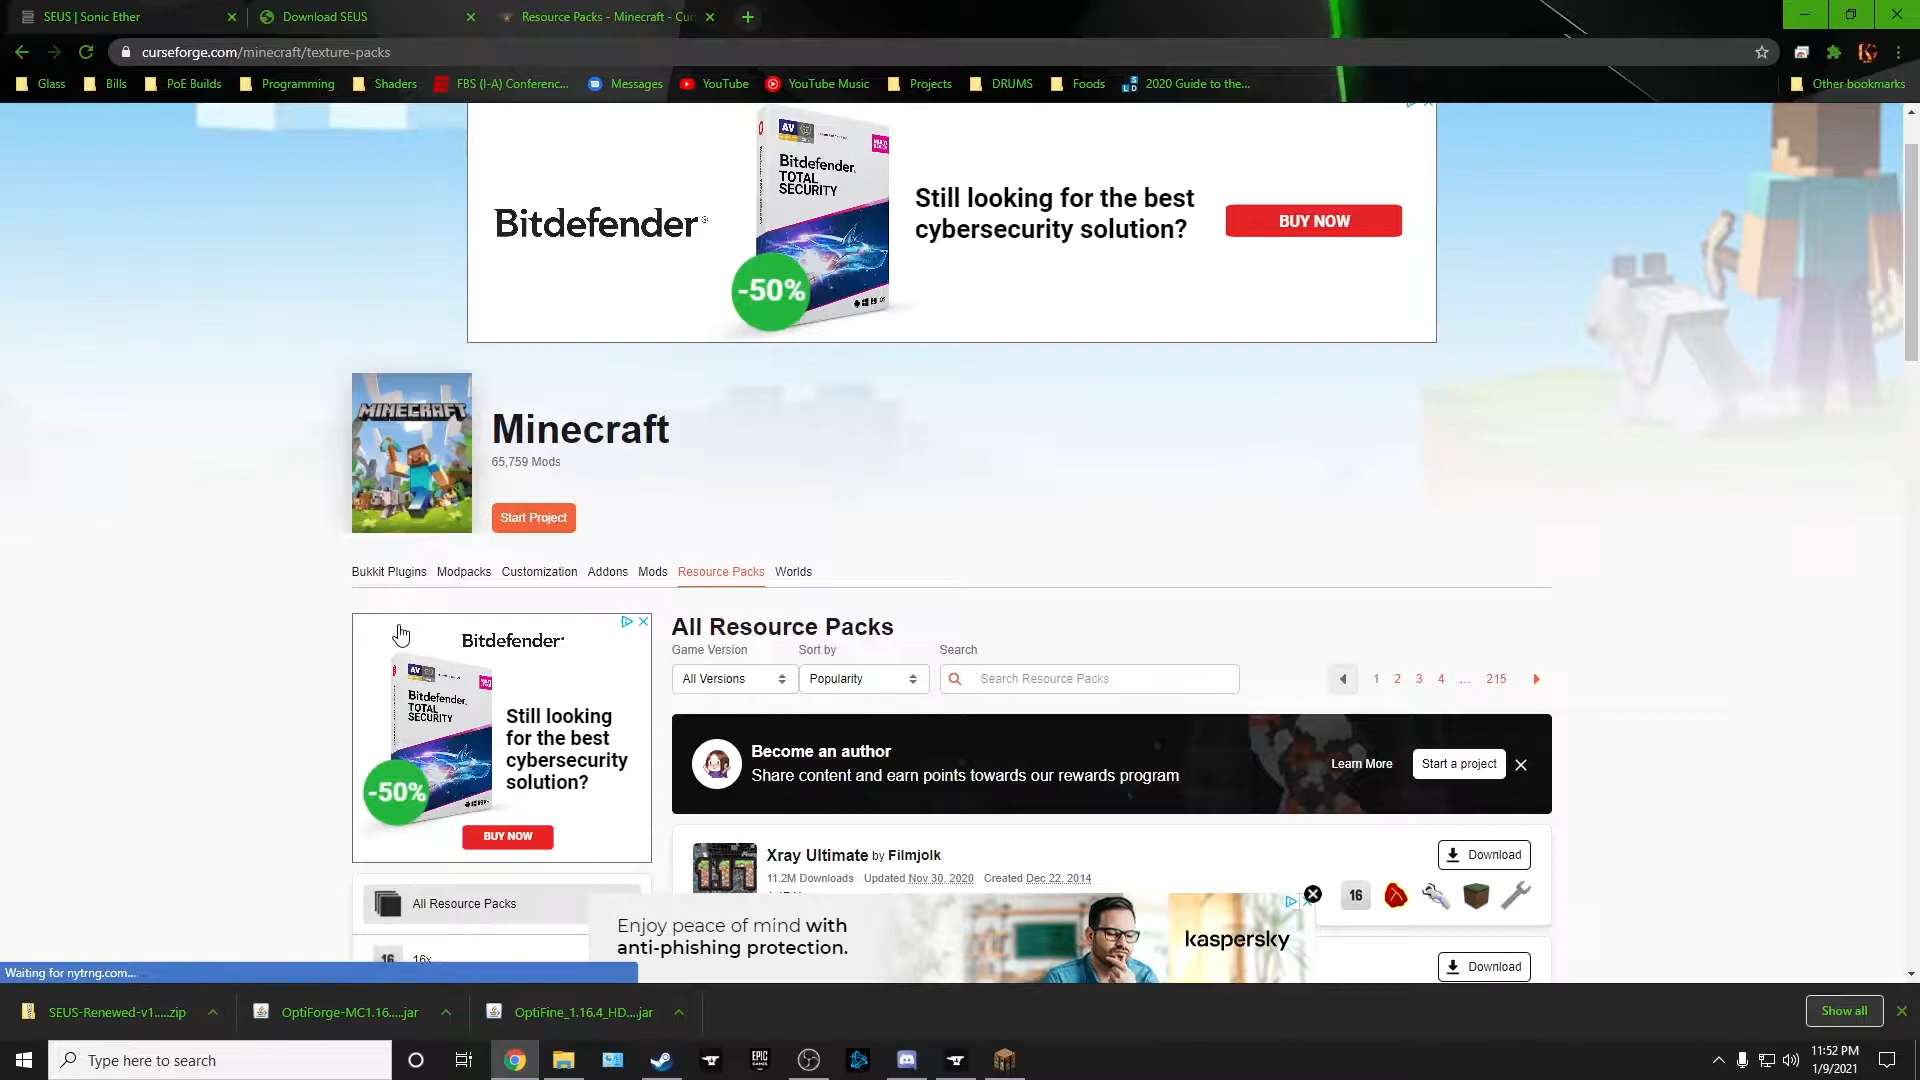 SEUS | Sonic Ether
Download SEUS
Resource Packs - Minecraft - Cur
curseforge.com/minecraft/texture-packs
Glass
Bills
PoE Builds
Programming
Shaders
FBS (I-A) Conferenc...
Messages
YouTube
YouTube Music
Projects
DRUMS
Foods
2020 Guide to the...
Other bookmarks
Bitdefender
AV
Bitdefender.
TOTAL
SECURITY
-50%
Still looking for the best
cybersecurity solution?
BUY NOW
MINECRAFT
Minecraft
65,759 Mods
Start Project
Bukkit Plugins
Modpacks
Customization
Addons
Mods
Resource Packs
Worlds
Bitdefender
AV
Bitdefender.
TOTAL
SECURITY
-50%
Still looking
for the best
cybersecurity
solution?
BUY NOW
All Resource Packs
Game Version
Sort by
Search
All Versions
Popularity
Search Resource Packs
1 2 3 4 ... 215
Become an author
Share content and earn points towards our rewards program
Learn More
Start a project
Xray Ultimate by Filmjolk
11.2M Downloads Updated Nov 30, 2020 Created Dec 22, 2014
Download
16
All Resource Packs
16 16x
Enjoy peace of mind with
anti-phishing protection.
kaspersky
Download
Waiting for nytrng.com...
SEUS-Renewed-v1.....zip
OptiForge-MC1.16.....jar
OptiFine_1.16.4_HD....jar
Show all
Type here to search
EPIC
GAMES
11:52 PM
1/9/2021